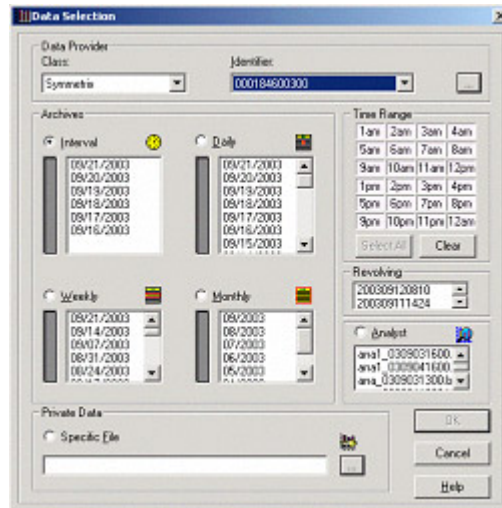 Data Selection
Data Provider
Class:
Identifier:
Symmetrix
000184600300
...
Archives
Interval
09/21/2003
09/20/2003
09/19/2003
09/18/2003
09/17/2003
09/16/2003
Daily
09/21/2003
09/20/2003
09/19/2003
09/18/2003
09/17/2003
09/16/2003
09/15/2003
Weekly
09/21/2003
09/14/2003
09/07/2003
08/31/2003
08/24/2003
Monthly
09/2003
08/2003
07/2003
06/2003
05/2003
Time Range
1am 2am 3am 4am
5am 6am 7am 8am
9am 10am 11am 12pm
1pm 2pm 3pm 4pm
5pm 6pm 7pm 8pm
9pm 10pm 11pm 12am
Select All
Clear
Revolving
200309120810
200309111424
Analyst
ana1_0309031600.
ana1_0309041600.
ana_0309031300.b
Private Data
Specific File
...
OK
Cancel
Help